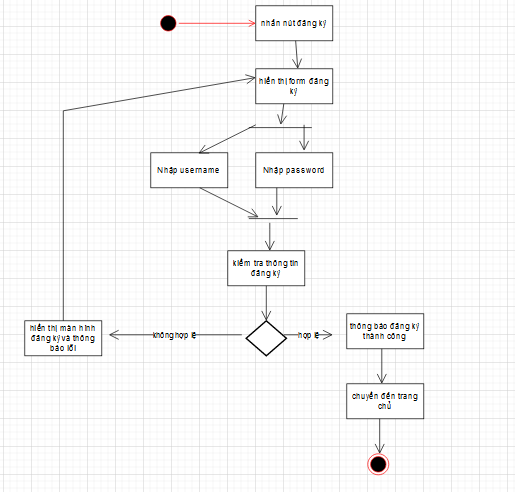 nhấn nút đăng ký
hiển thị form đăng
ký
Nhập username
Nhập password
kiểm tra thông tin
đăng ký
không hợp lệ
hợp lệ
hiển thị màn hình
đăng ký và thông
báo lỗi
thông báo đăng ký
thành công
chuyển đến trang
chủ